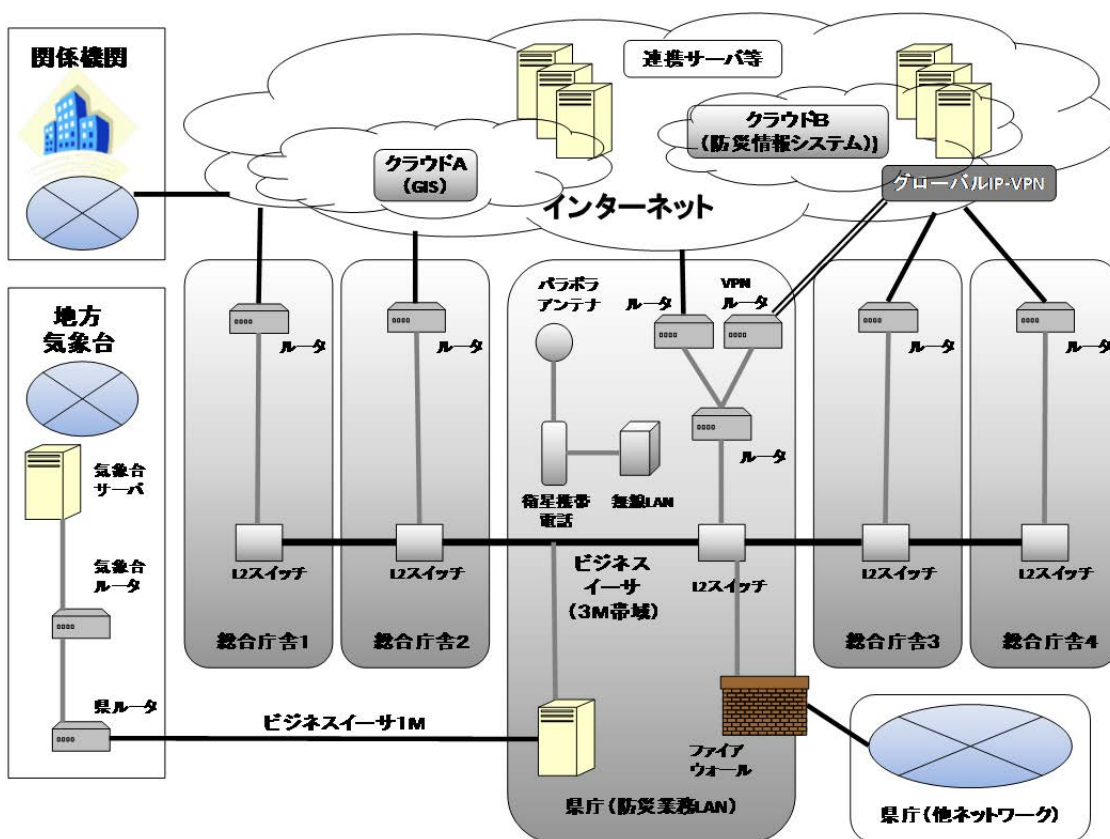 関係機関
連携サーバ等
クラウドB
(防災情報システム))
クラウドA
(GIS)
グローバルIP-VPN
インターネット
パラボラ
アンテナ
ルータ
VPN
ルータ
地方
気象台
ルータ
ルータ
ルータ
ルータ
ルータ
気象台
サーバ
衛星携帯
電話
無線LAN
気象台
ルータ
L2スイッチ
L2スイッチ
ビジネス
イーサ
(3M帯域)
L2スイッチ
L2スイッチ
L2スイッチ
総合庁舎1
総合庁舎2
総合庁舎3
総合庁舎4
県ルータ
ビジネスイーサ1M
ファイア
ウォール
県庁(防災業務LAN)
県庁(他ネットワーク)